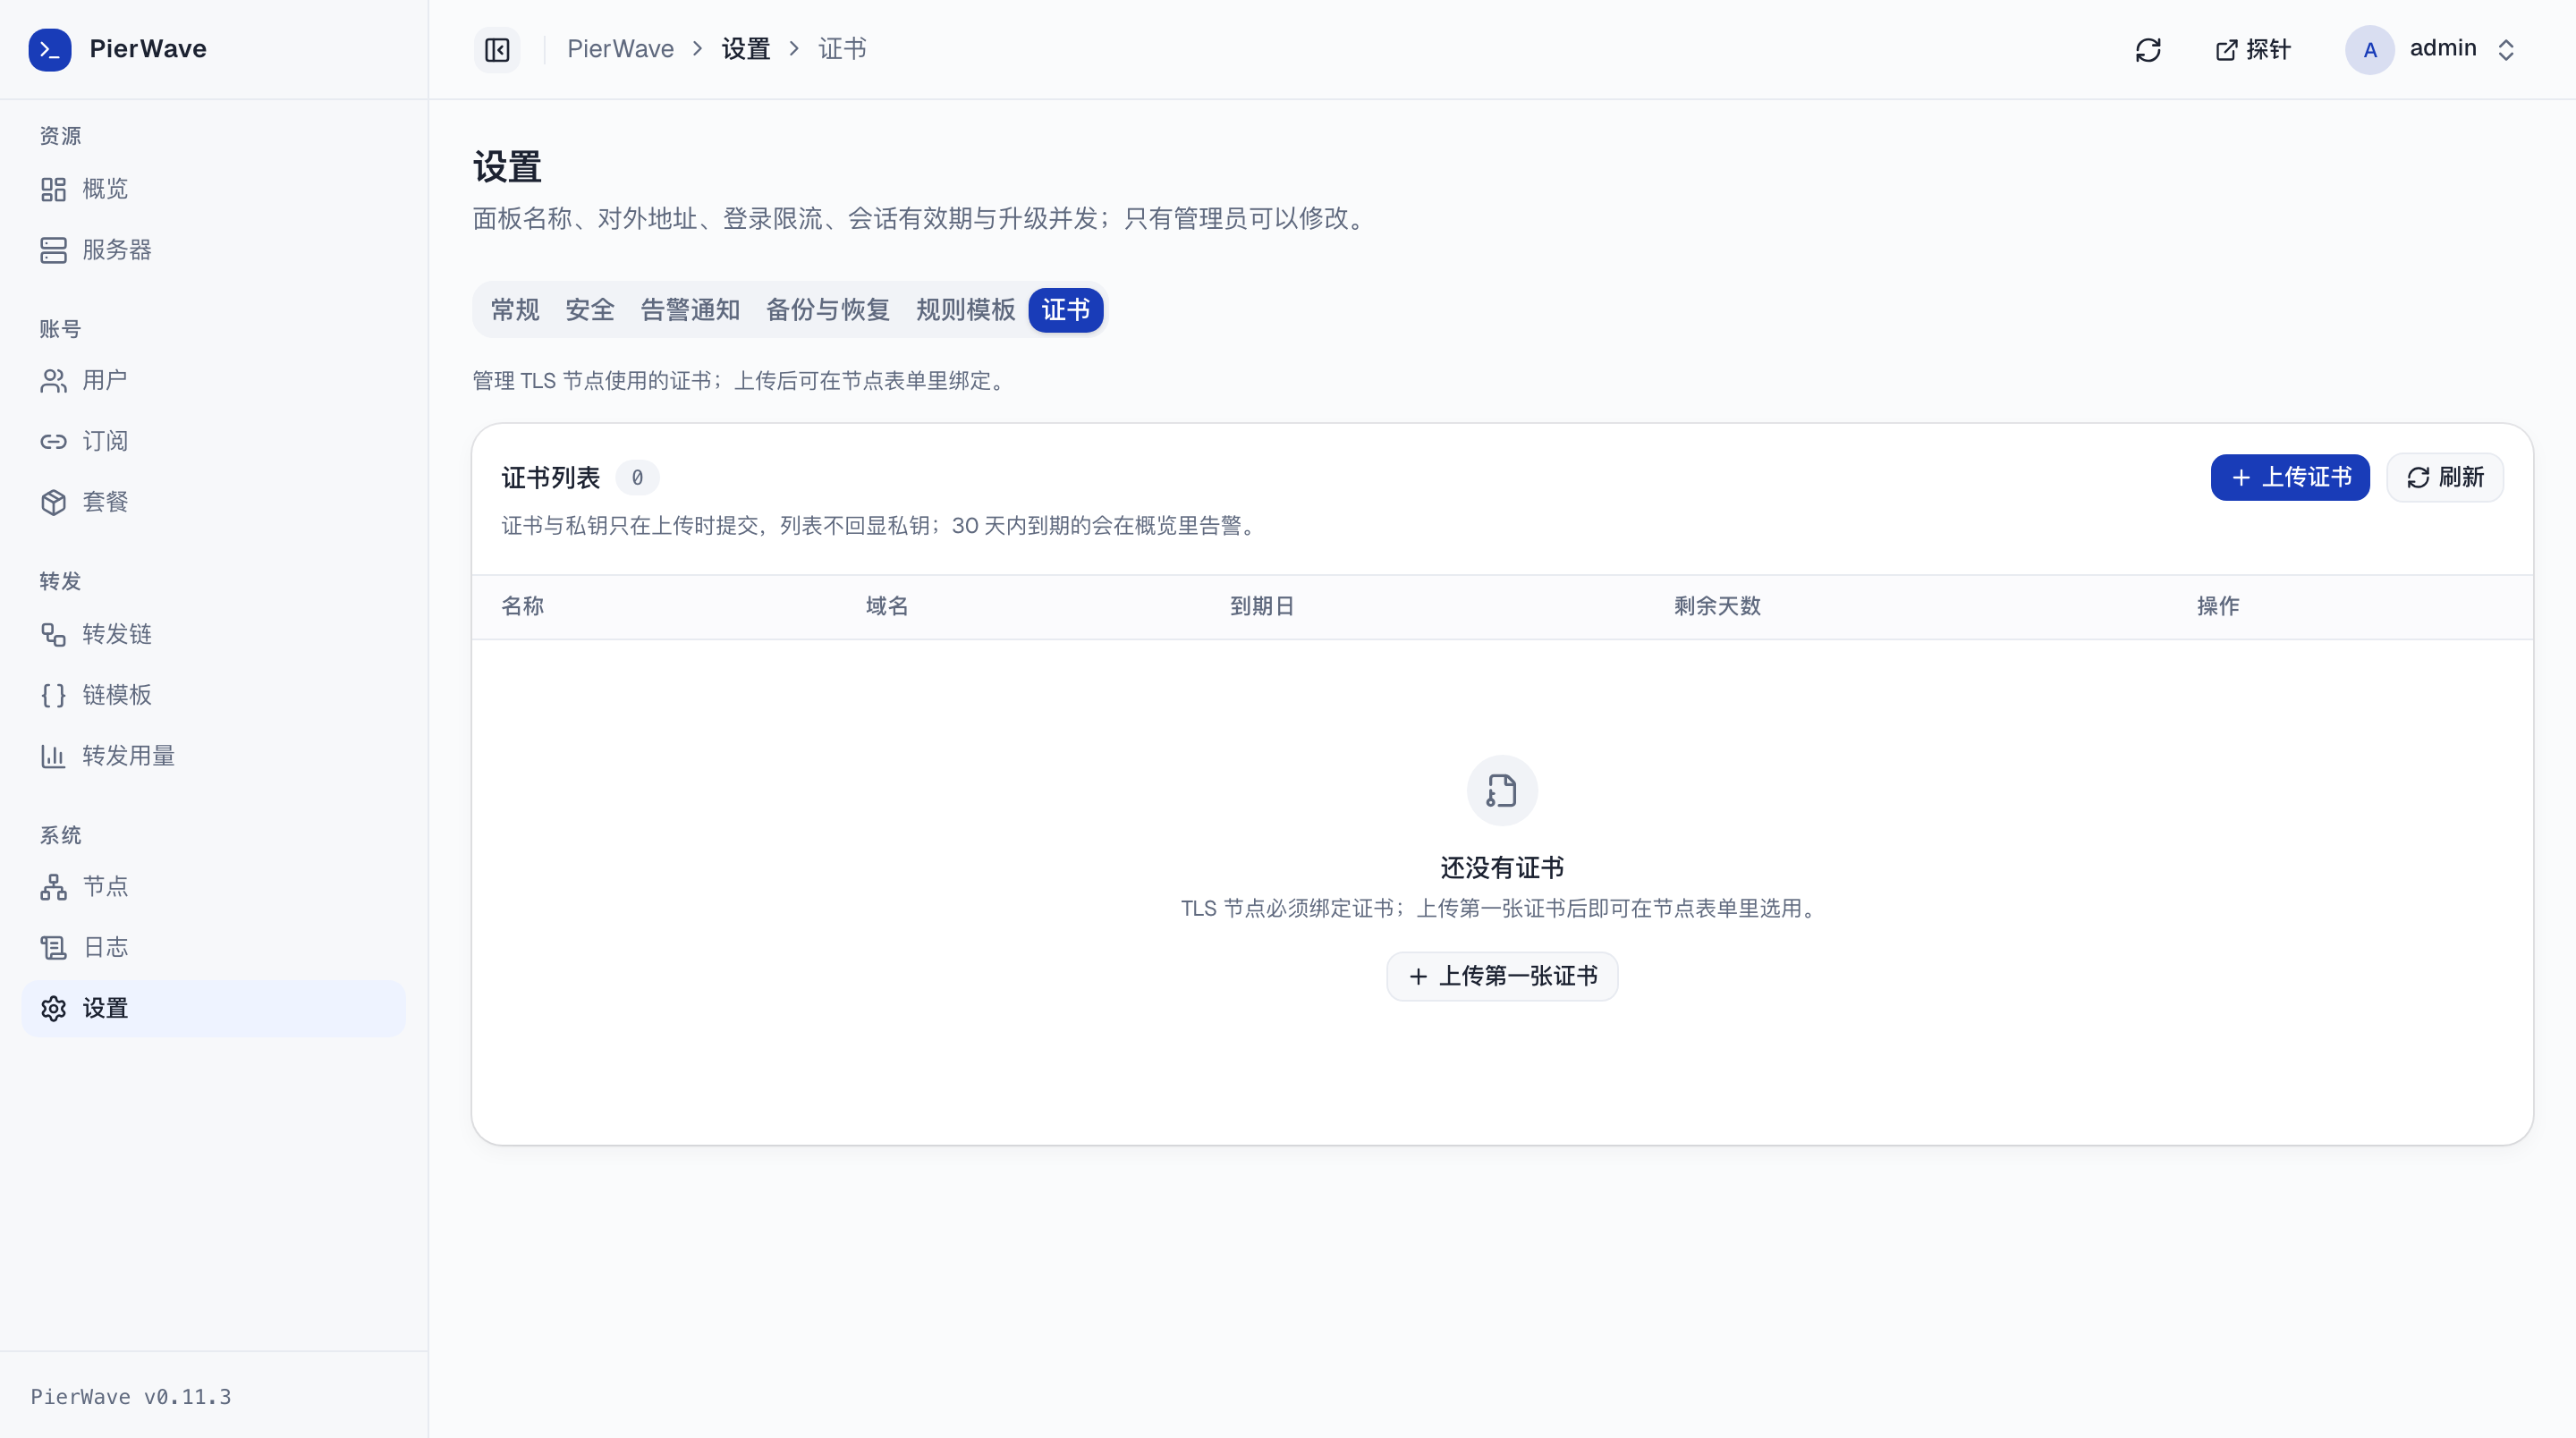 PierWave
PierWave > 设置 > 证书
探针
A
admin
资源
概览
服务器
账号
用户
订阅
套餐
转发
转发链
链模板
转发用量
系统
节点
日志
设置
PierWave v0.11.3
设置
面板名称、对外地址、登录限流、会话有效期与升级并发；只有管理员可以修改。
常规 安全 告警通知 备份与恢复 规则模板 证书
管理 TLS 节点使用的证书；上传后可在节点表单里绑定。
证书列表 0
上传证书 刷新
证书与私钥只在上传时提交，列表不回显私钥；30 天内到期的会在概览里告警。
名称 域名 到期日 剩余天数 操作
还没有证书
TLS 节点必须绑定证书；上传第一张证书后即可在节点表单里选用。
上传第一张证书